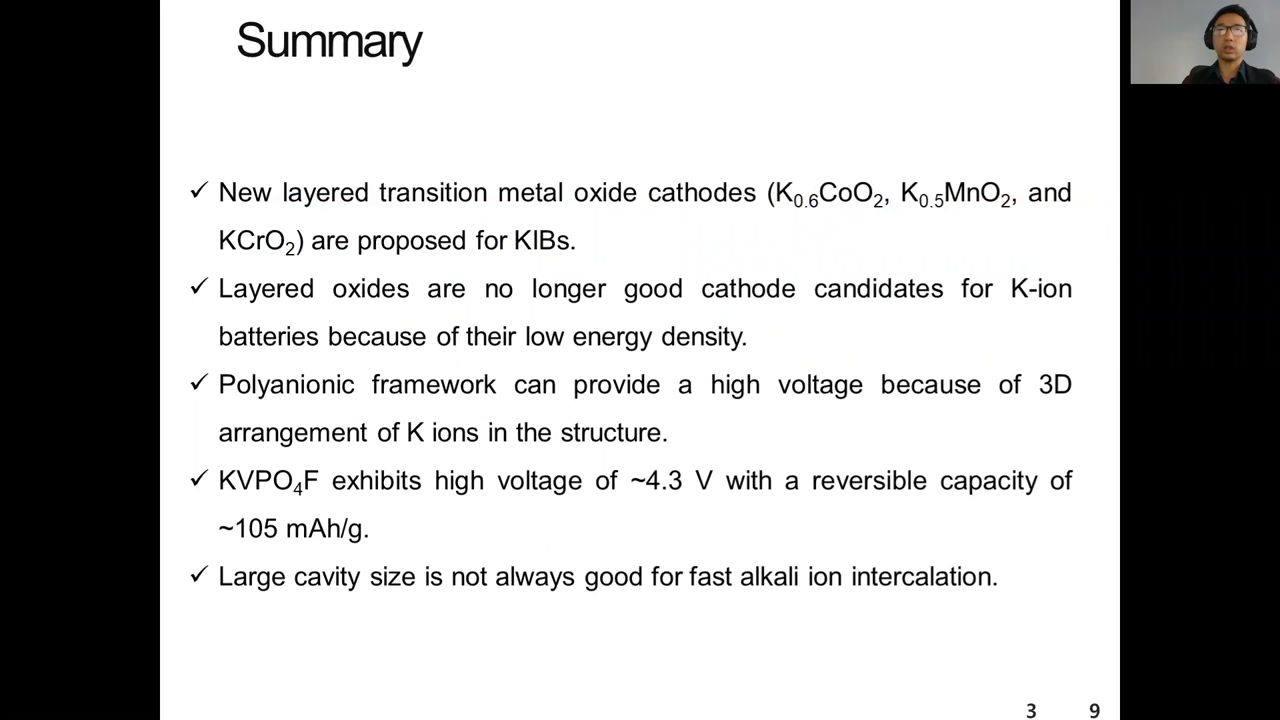 Summary
✓ New layered transition metal oxide cathodes (K₀.₆CoO₂, K₀.₅MnO₂, and
KCrO₂) are proposed for KIBs.
✓ Layered oxides are no longer good cathode candidates for K-ion
batteries because of their low energy density.
✓ Polyanionic framework can provide a high voltage because of 3D
arrangement of K ions in the structure.
✓ KVPO₄F exhibits high voltage of ~4.3 V with a reversible capacity of
~105 mAh/g.
✓ Large cavity size is not always good for fast alkali ion intercalation.
3 9